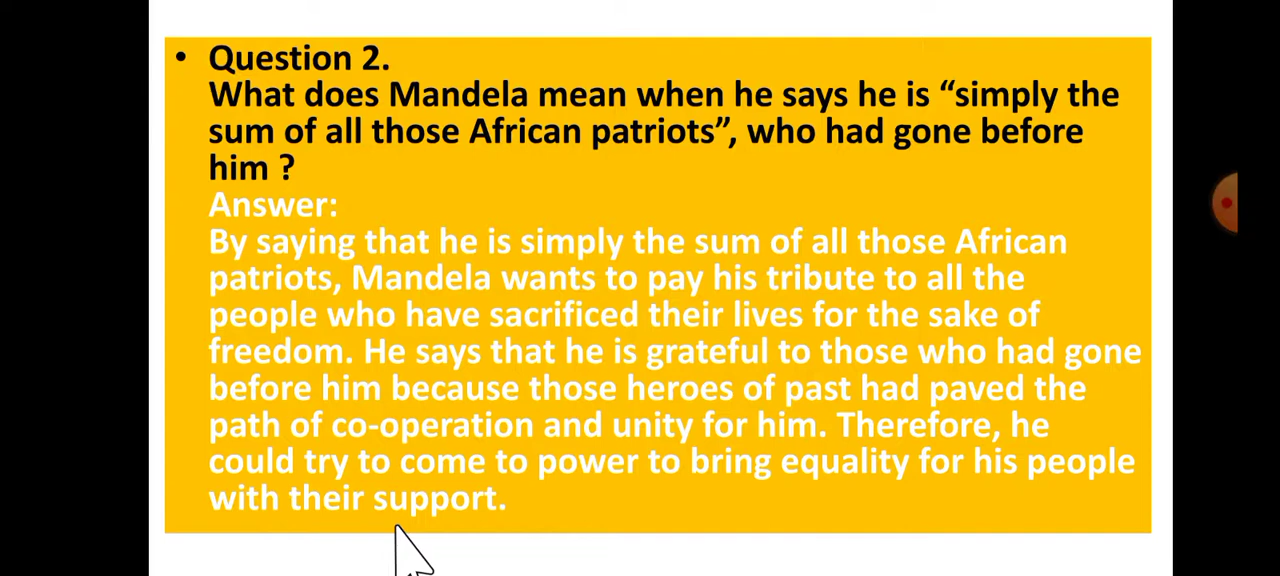 • Question 2.
What does Mandela mean when he says he is “simply the
sum of all those African patriots”, who had gone before
him ?
Answer:
By saying that he is simply the sum of all those African
patriots, Mandela wants to pay his tribute to all the
people who have sacrificed their lives for the sake of
freedom. He says that he is grateful to those who had gone
before him because those heroes of past had paved the
path of co-operation and unity for him. Therefore, he
could try to come to power to bring equality for his people
with their support.